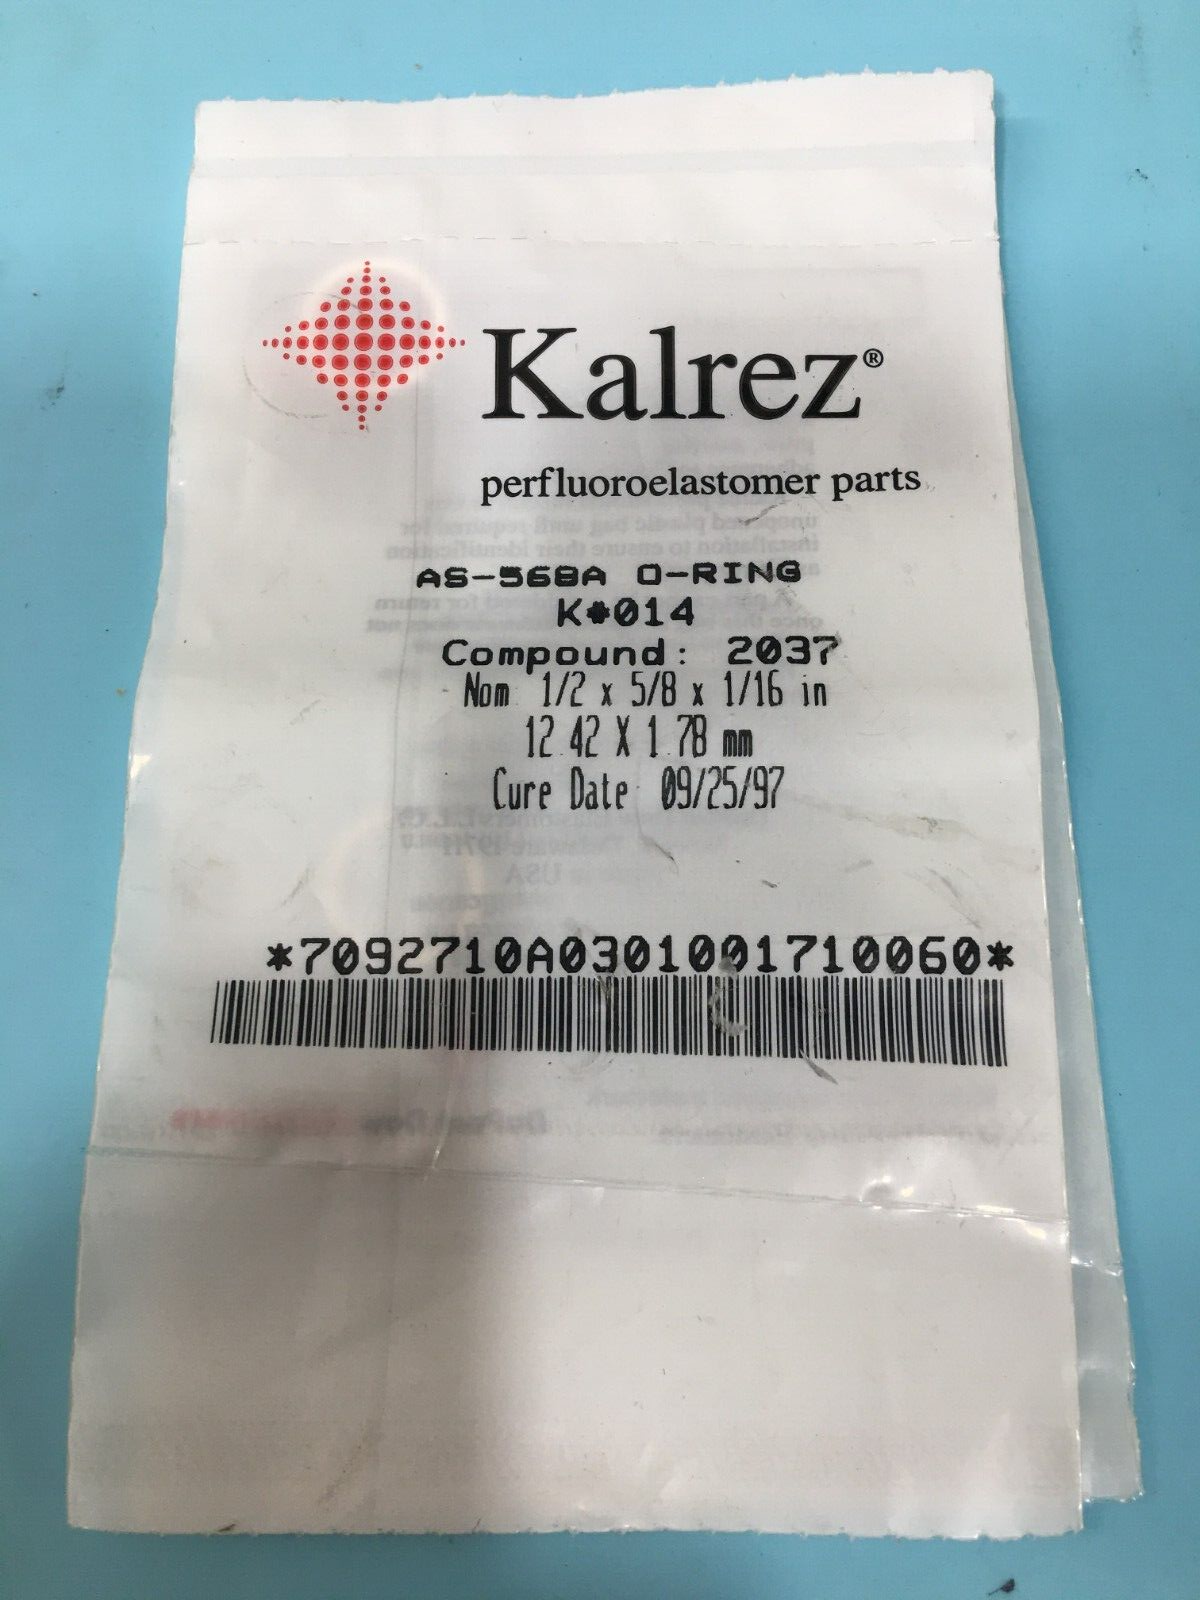 Kalrez®
perfluoroelastomer parts
AS-568A O-RING
K#014
Compound: 2037
Nom 1/2 x 5/8 x 1/16 in
12.42 X 1.78 mm
Cure Date 09/25/97
*7092710A0301001710060*